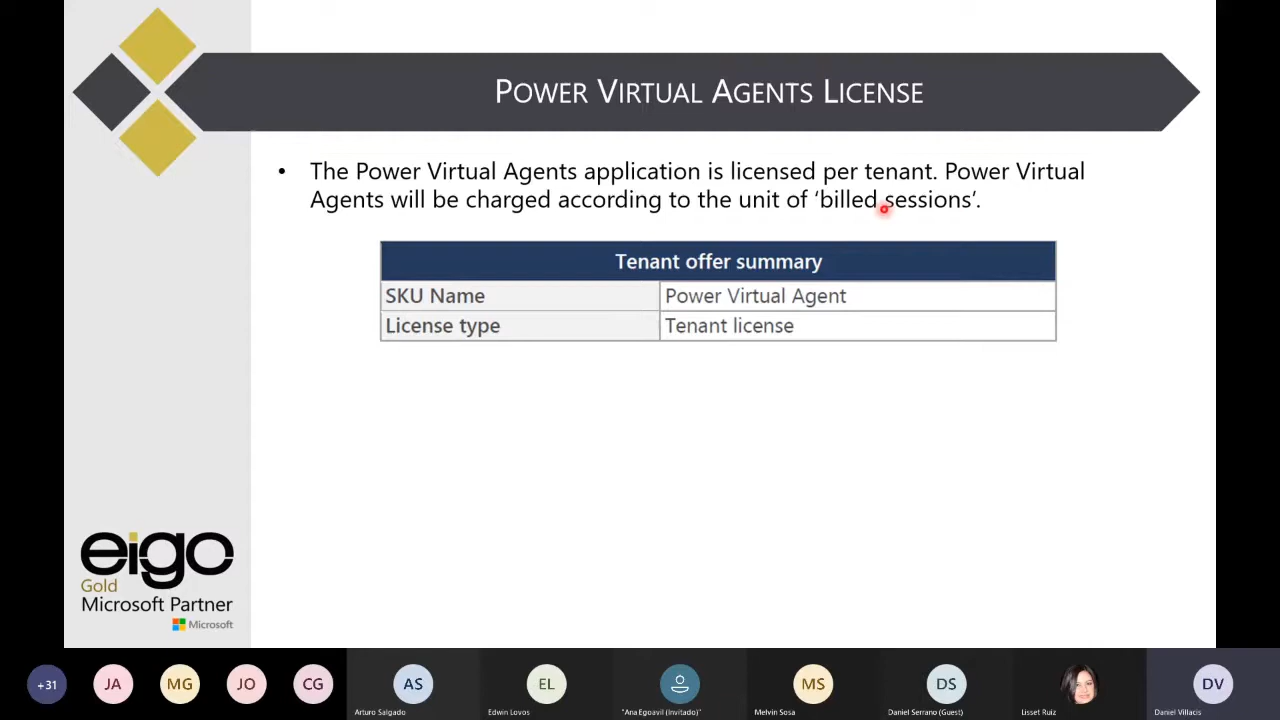 POWER VIRTUAL AGENTS LICENSE
• The Power Virtual Agents application is licensed per tenant. Power Virtual
Agents will be charged according to the unit of ‘billed sessions’.
Tenant offer summary
SKU Name Power Virtual Agent
License type Tenant license
eigo
Gold
Microsoft Partner
Microsoft
+31 JA MG JO CG AS EL MS DS DV
Arturo Salgado Edwin Lovos "Ana Egoavil (Invitado)" Melvin Sosa Daniel Serrano (Guest) Lisset Ruiz Daniel Villacis